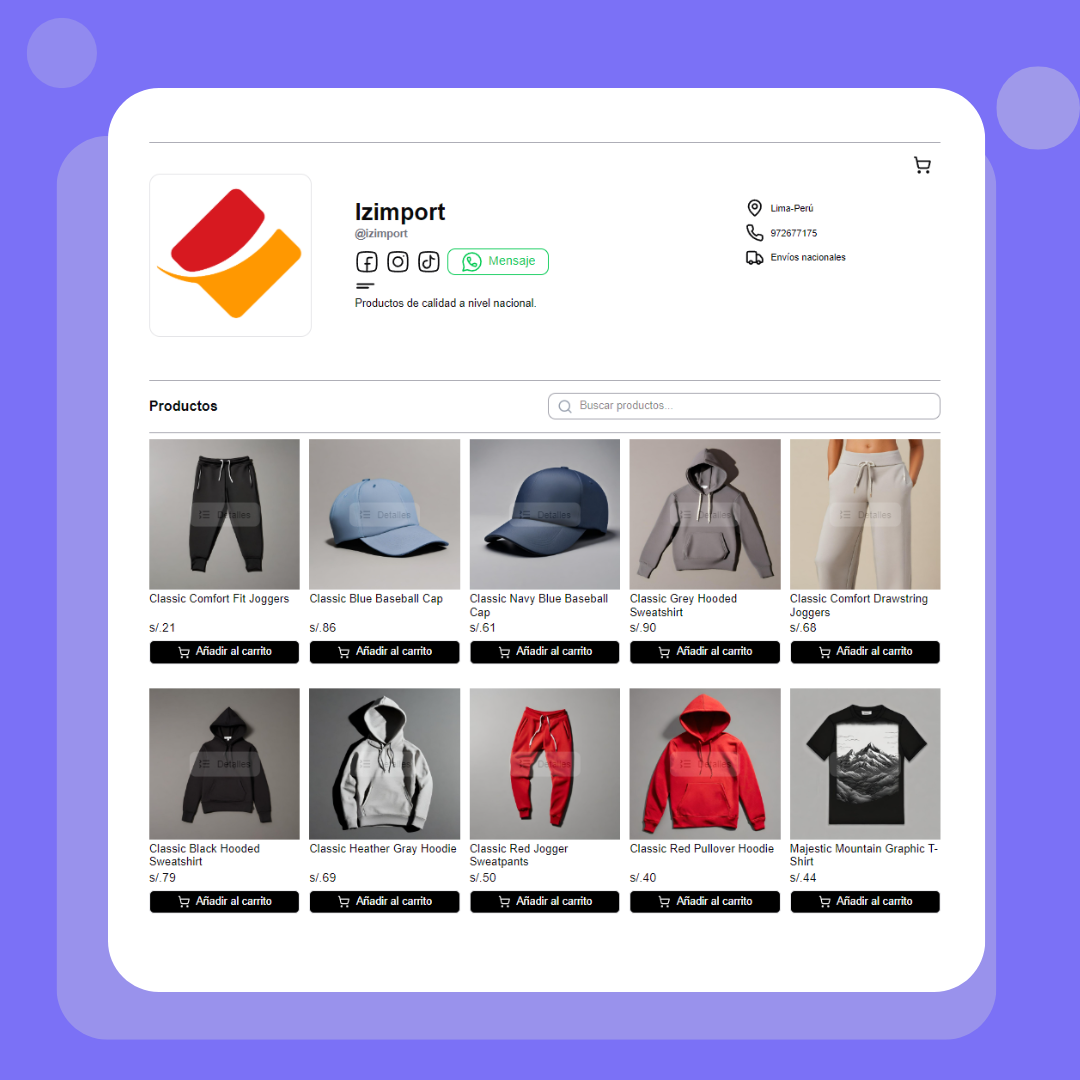 Izimport
@izimport
Mensaje
Productos de calidad a nivel nacional.
Lima-Perú
972677175
Envíos nacionales
Productos
Buscar productos...
Detalles
Detalles
Detalles
Detalles
Detalles
Classic Comfort Fit Joggers
s/.21
Añadir al carrito
Classic Blue Baseball Cap
s/.86
Añadir al carrito
Classic Navy Blue Baseball
Cap
s/.61
Añadir al carrito
Classic Grey Hooded
Sweatshirt
s/.90
Añadir al carrito
Classic Comfort Drawstring
Joggers
s/.68
Añadir al carrito
Detalles
Detalles
Detalles
Detalles
Detalles
Classic Black Hooded
Sweatshirt
s/.79
Añadir al carrito
Classic Heather Gray Hoodie
s/.69
Añadir al carrito
Classic Red Jogger
Sweatpants
s/.50
Añadir al carrito
Classic Red Pullover Hoodie
s/.40
Añadir al carrito
Majestic Mountain Graphic T-
Shirt
s/.44
Añadir al carrito